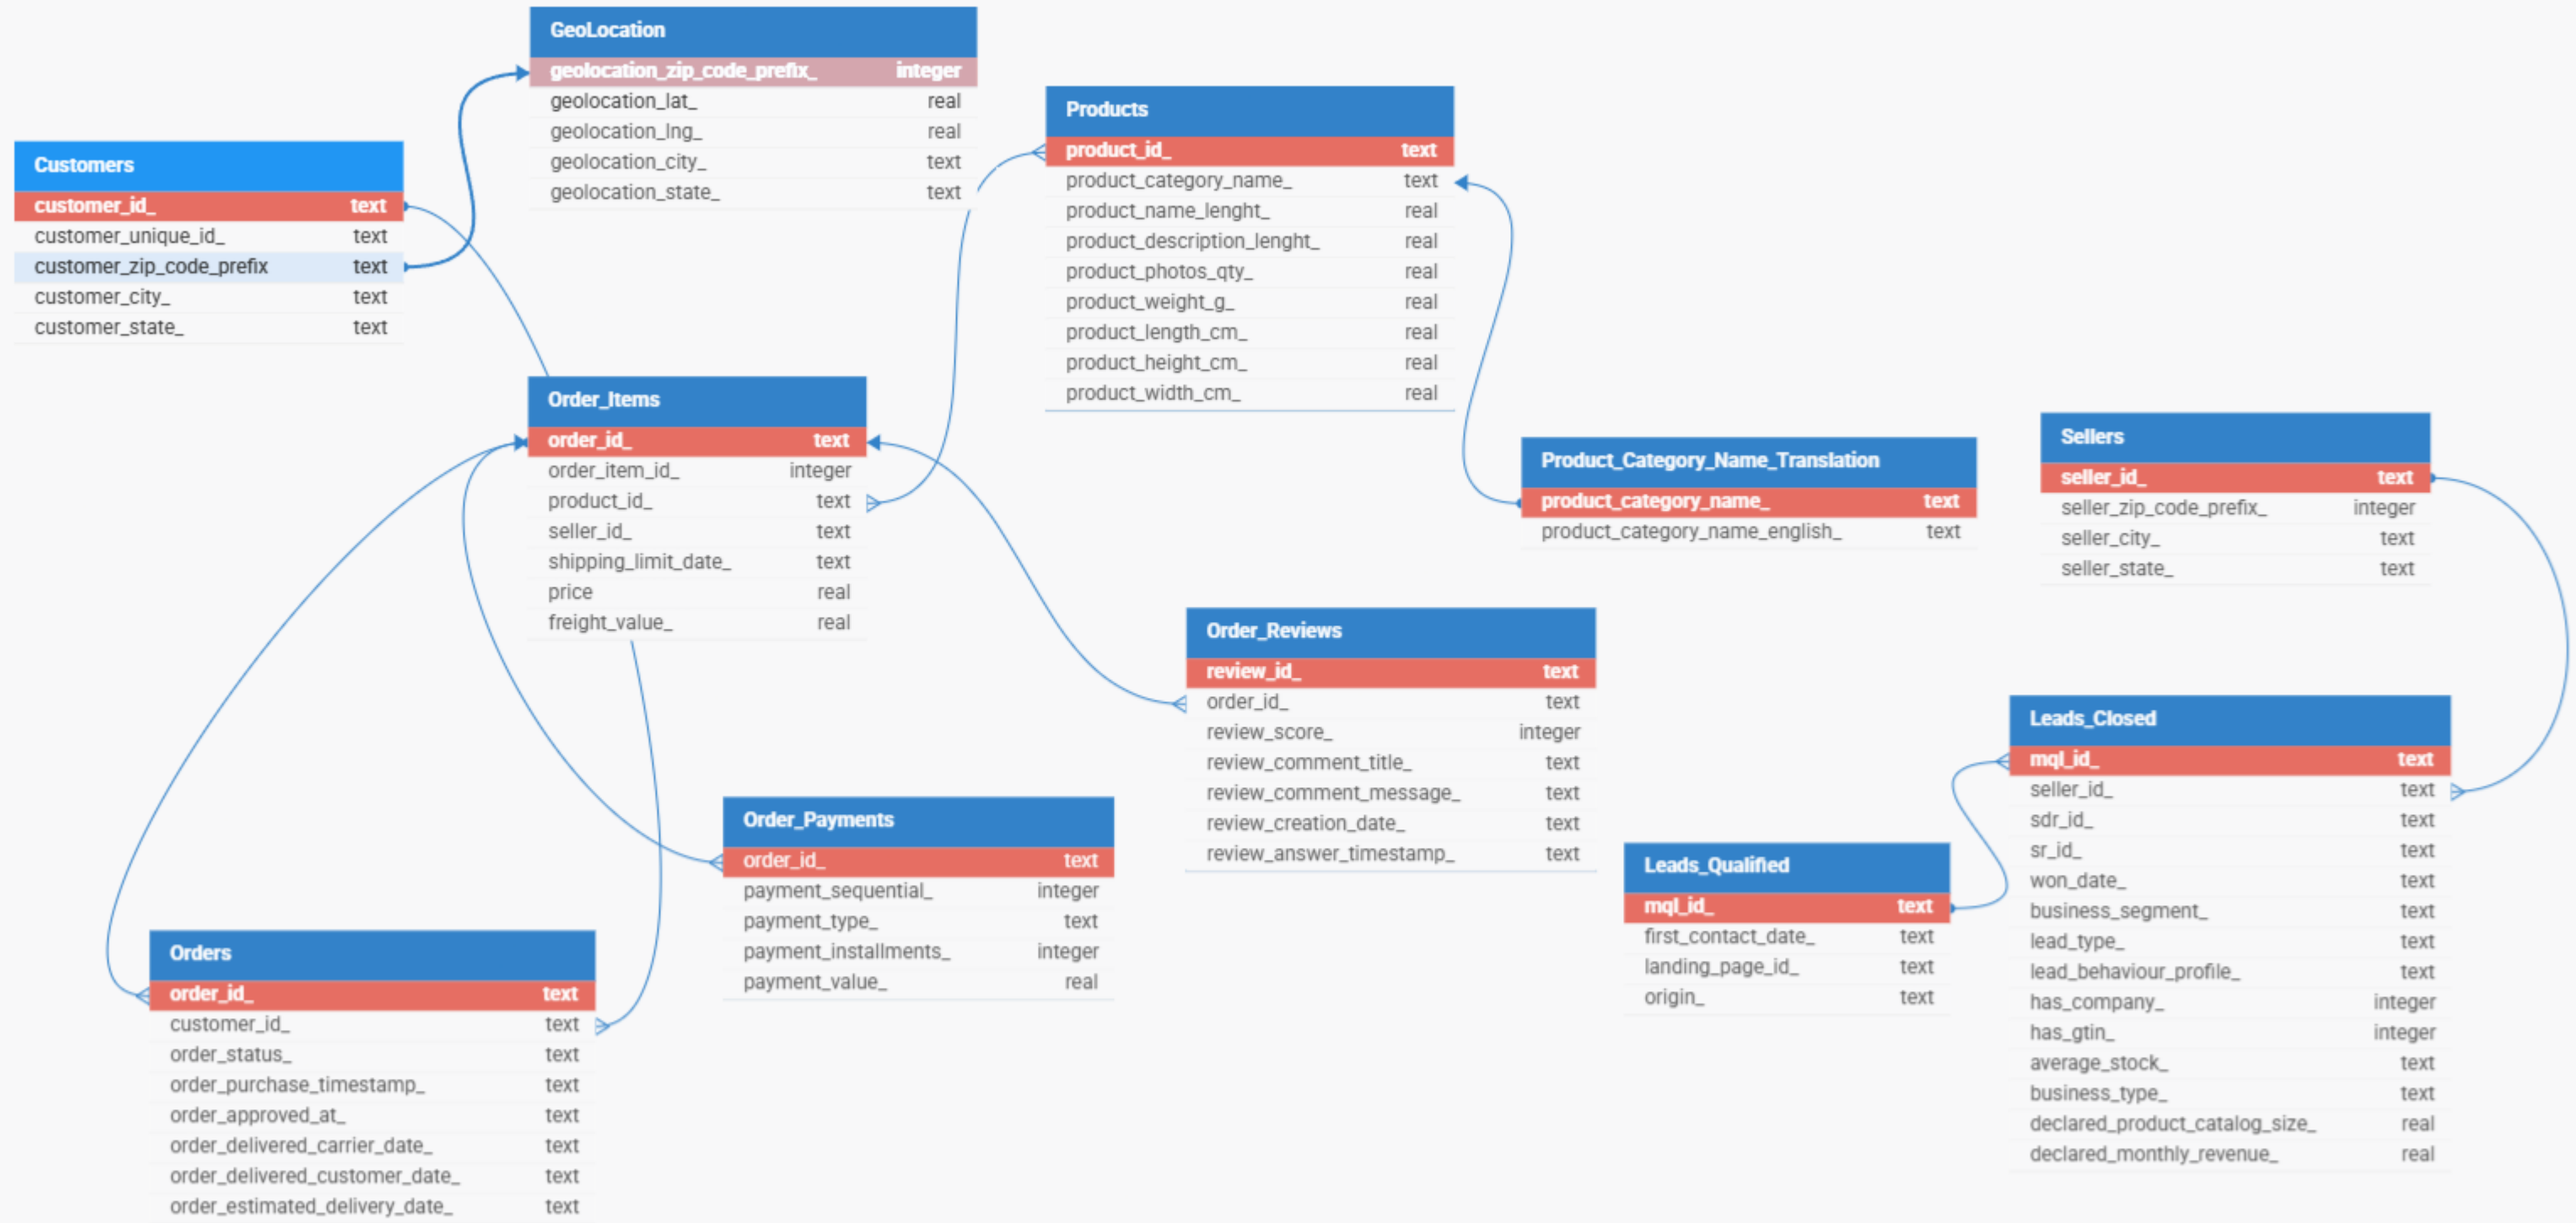 GeoLocation
geolocation_zip_code_prefix_ integer
geolocation_lat_ real
geolocation_lng_ real
geolocation_city_ text
geolocation_state_ text
Customers
customer_id_ text
customer_unique_id_ text
customer_zip_code_prefix text
customer_city_ text
customer_state_ text
Products
product_id_ text
product_category_name_ text
product_name_lenght_ real
product_description_lenght_ real
product_photos_qty_ real
product_weight_g_ real
product_length_cm_ real
product_height_cm_ real
product_width_cm_ real
Order_Items
order_id_ text
order_item_id_ integer
product_id_ text
seller_id_ text
shipping_limit_date_ text
price real
freight_value_ real
Product_Category_Name_Translation
product_category_name_ text
product_category_name_english_ text
Sellers
seller_id_ text
seller_zip_code_prefix_ integer
seller_city_ text
seller_state_ text
Order_Reviews
review_id_ text
order_id_ text
review_score_ integer
review_comment_title_ text
review_comment_message_ text
review_creation_date_ text
review_answer_timestamp_ text
Leads_Closed
mql_id_ text
seller_id_ text
sdr_id_ text
sr_id_ text
won_date_ text
business_segment_ text
lead_type_ text
lead_behaviour_profile_ text
has_company_ integer
has_gtin_ integer
average_stock_ text
business_type_ text
declared_product_catalog_size_ real
declared_monthly_revenue_ real
Order_Payments
order_id_ text
payment_sequential_ integer
payment_type_ text
payment_installments_ integer
payment_value_ real
Leads_Qualified
mql_id_ text
first_contact_date_ text
landing_page_id_ text
origin_ text
Orders
order_id_ text
customer_id_ text
order_status_ text
order_purchase_timestamp_ text
order_approved_at_ text
order_delivered_carrier_date_ text
order_delivered_customer_date_ text
order_estimated_delivery_date_ text